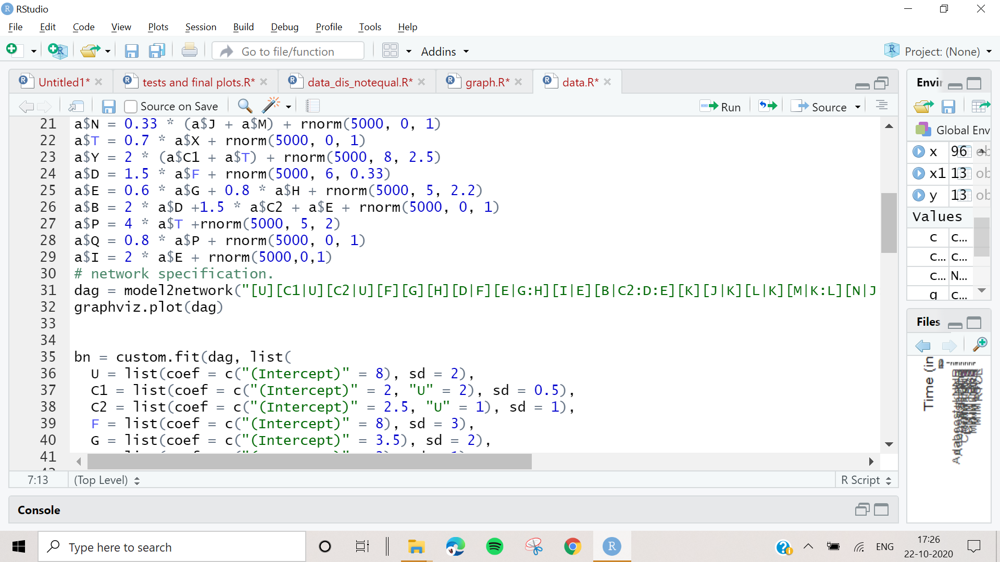 RStudio
File Edit Code View Plots Session Build Debug Profile Tools Help
Go to file/function Addins Project: (None)
Untitled1* tests and final plots.R* data_dis_notequal.R* graph.R* data.R*
Source on Save Run Source
21 a$N = 0.33 * (a$J + a$M) + rnorm(5000, 0, 1)
22 a$T = 0.7 * a$X + rnorm(5000, 0, 1)
23 a$Y = 2 * (a$C1 + a$T) + rnorm(5000, 8, 2.5)
24 a$D = 1.5 * a$F + rnorm(5000, 6, 0.33)
25 a$E = 0.6 * a$G + 0.8 * a$H + rnorm(5000, 5, 2.2)
26 a$B = 2 * a$D +1.5 * a$C2 + a$E + rnorm(5000, 0, 1)
27 a$P = 4 * a$T +rnorm(5000, 5, 2)
28 a$Q = 0.8 * a$P + rnorm(5000, 0, 1)
29 a$I = 2 * a$E + rnorm(5000,0,1)
30 # network specification.
31 dag = model2network("[U][C1|U][C2|U][F][G][H][D|F][E|G:H][I|E][B|C2:D:E][K][J|K][L|K][M|K:L][N|J
32 graphviz.plot(dag)
33
34
35 bn = custom.fit(dag, list(
36 U = list(coef = c("(Intercept)" = 8), sd = 2),
37 C1 = list(coef = c("(Intercept)" = 2, "U" = 2), sd = 0.5),
38 C2 = list(coef = c("(Intercept)" = 2.5, "U" = 1), sd = 1),
39 F = list(coef = c("(Intercept)" = 8), sd = 3),
40 G = list(coef = c("(Intercept)" = 3.5), sd = 2),
41
7:13 (Top Level) R Script
Console
Envir
Global Env
x 96 ob
x1 13 ob
y 13 ob
Values
c c...
c... c...
c... N...
q c...
Files
Time (in
Type here to search
ENG
17:26
22-10-2020